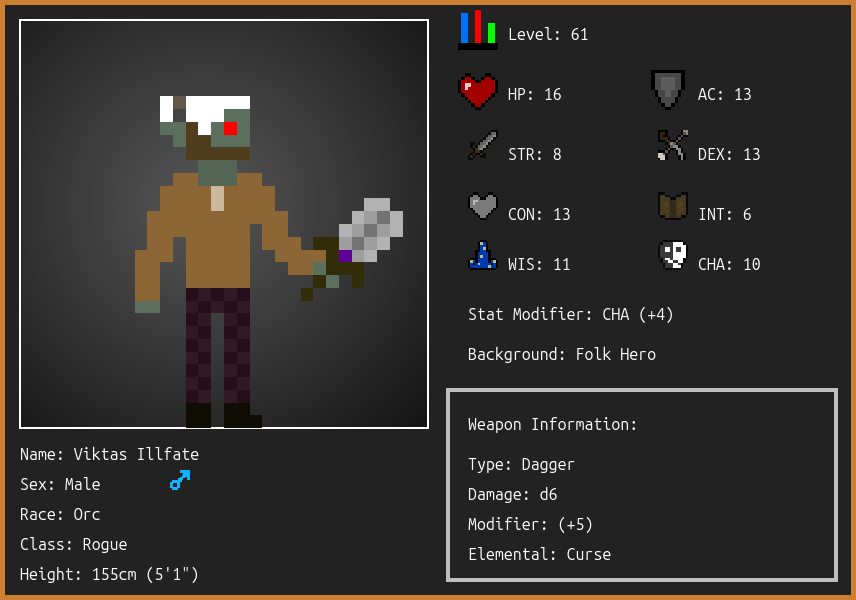 Level: 61
HP: 16
AC: 13
STR: 8
DEX: 13
CON: 13
INT: 6
WIS: 11
CHA: 10
Stat Modifier: CHA (+4)
Background: Folk Hero
Weapon Information:
Type: Dagger
Damage: d6
Modifier: (+5)
Elemental: Curse
Name: Viktas Illfate
Sex: Male
Race: Orc
Class: Rogue
Height: 155cm (5'1")